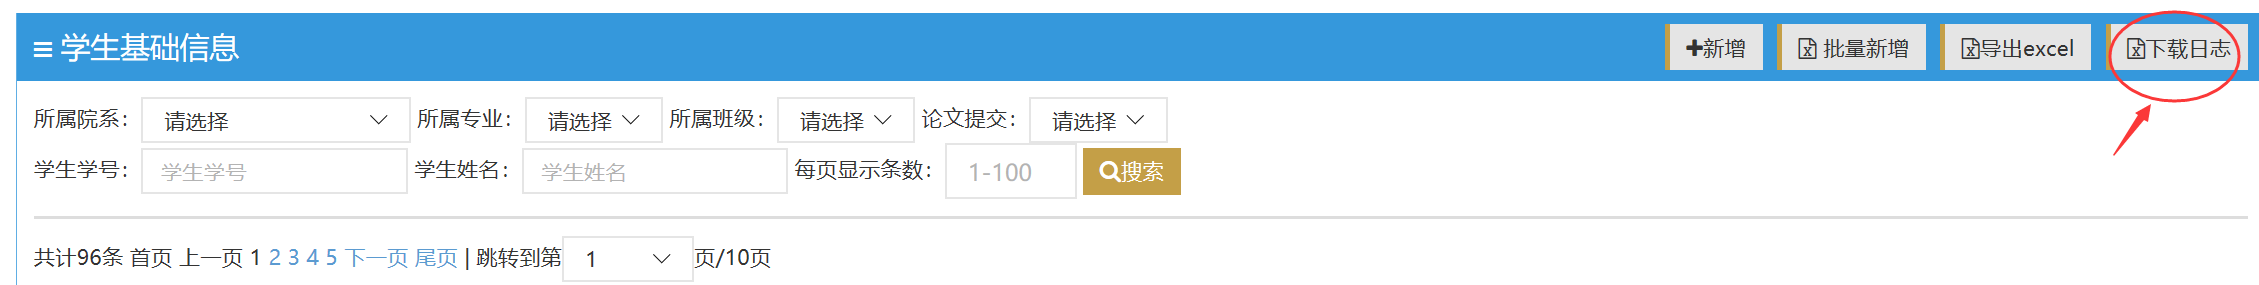 学生基础信息 新增 批量新增 导出excel 下载日志
所属院系： 请选择 所属专业： 请选择 所属班级： 请选择 论文提交： 请选择
学生学号： 学生学号 学生姓名： 学生姓名 每页显示条数： 1-100 搜索
共计96条 首页 上一页 1 2 3 4 5 下一页 尾页 | 跳转到第 1 页/10页